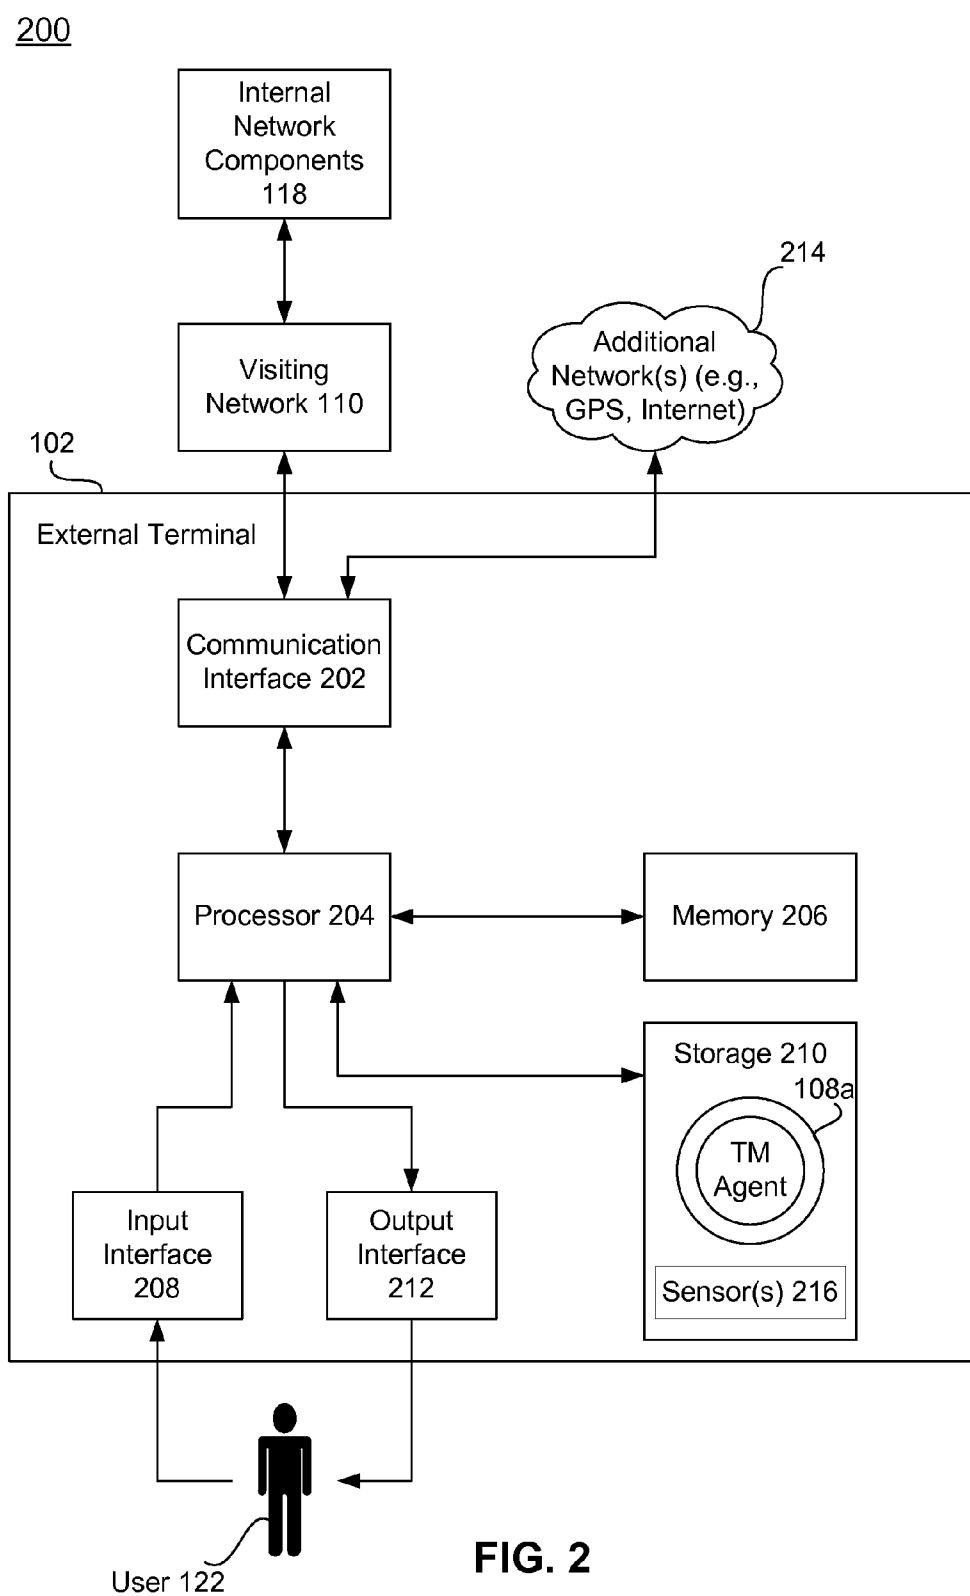 200
Internal
Network
Components
118
214
Additional
Network(s) (e.g.,
GPS, Internet)
Visiting
Network 110
102
External Terminal
Communication
Interface 202
Processor 204
Memory 206
Storage 210
108a
TM
Agent
Sensor(s) 216
Input
Interface
208
Output
Interface
212
User 122
FIG. 2